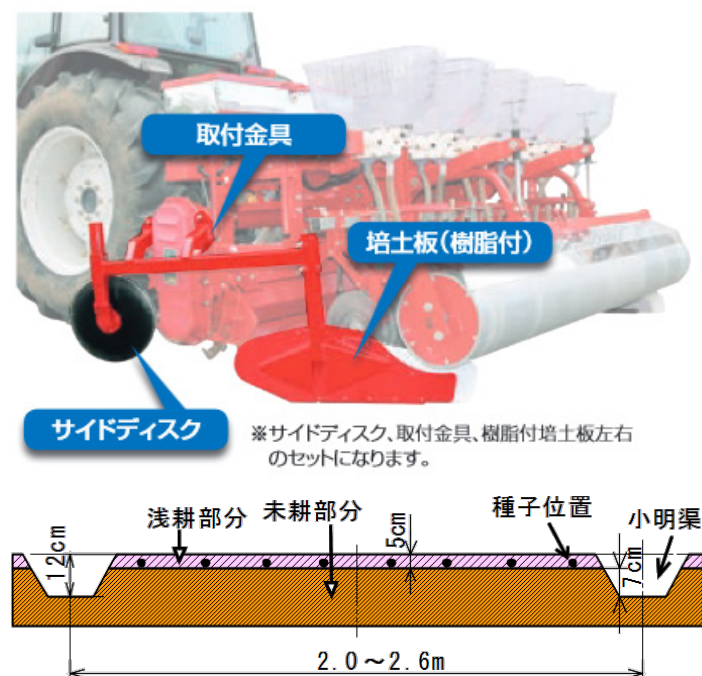 取付金具
培土板(樹脂付)
サイドディスク
※サイドディスク、取付金具、樹脂付培土板左右
のセットになります。
浅耕部分
未耕部分
5cm
種子位置
小明渠
12cm
7cm
2.0～2.6m